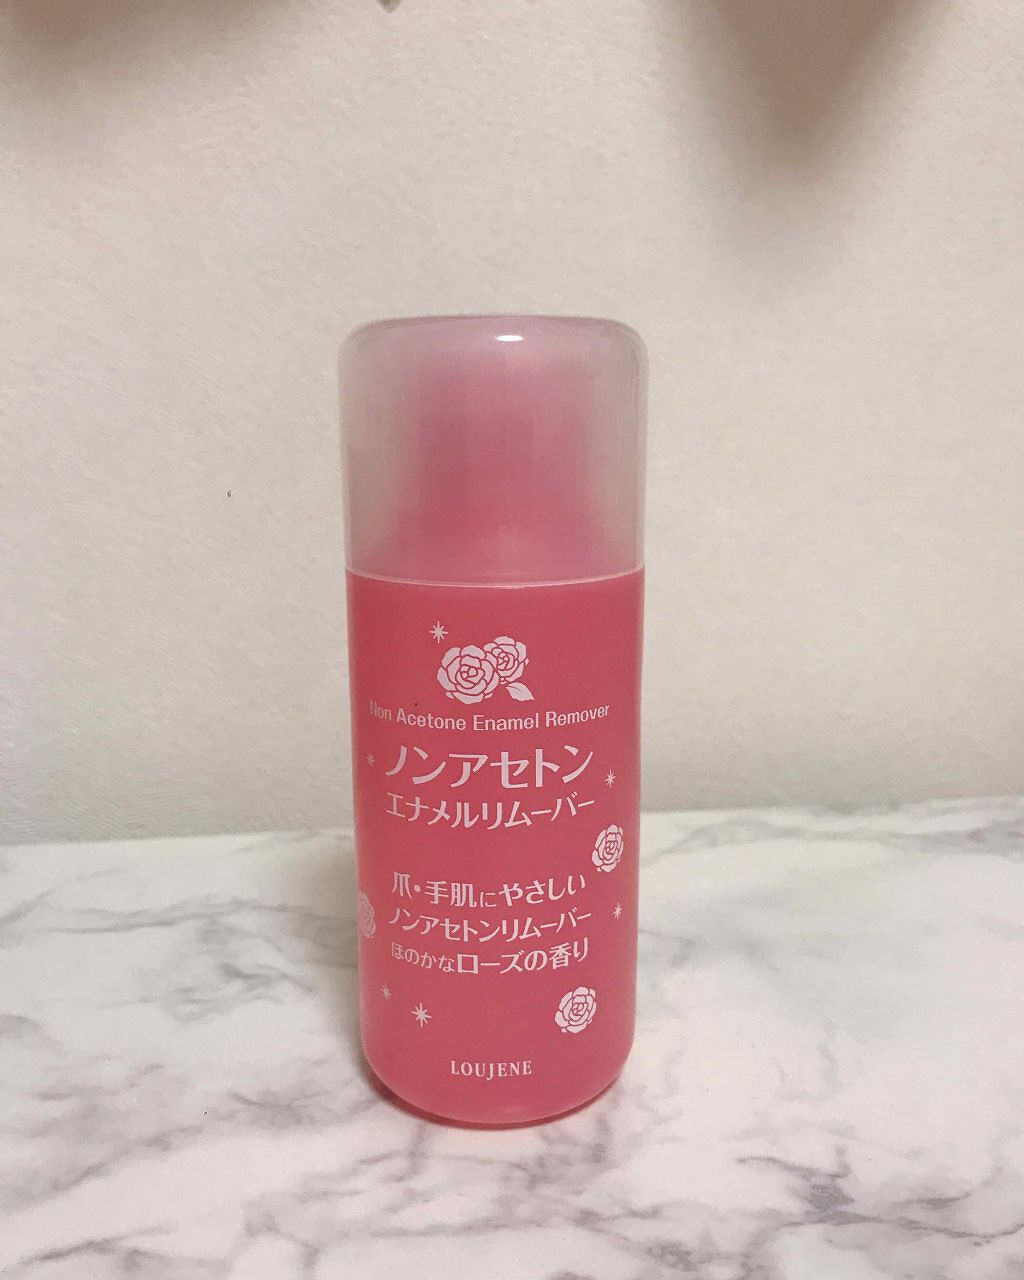 Non Acetone Enamel Remover
ノンアセトン
エナメルリムーバー
爪・手肌にやさしい
ノンアセトンリムーバー
ほのかなローズの香り
LOUJENE